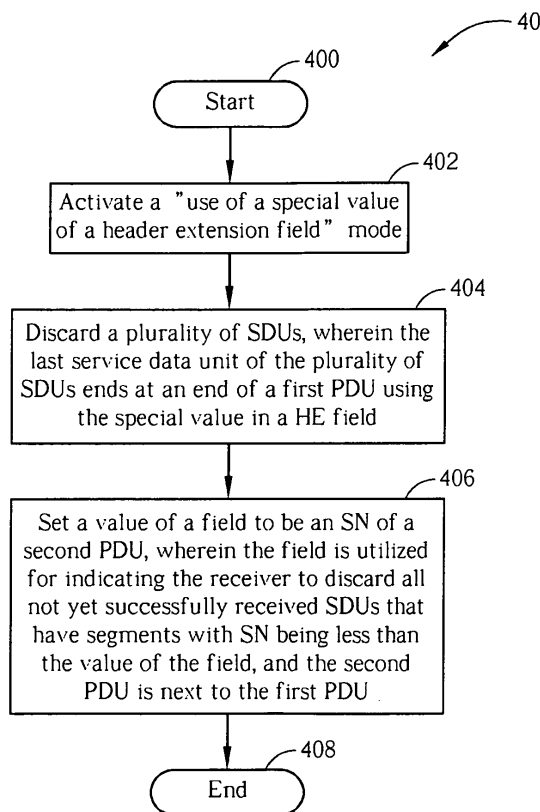 40
400
Start
402
Activate a "use of a special value
of a header extension field" mode
404
Discard a plurality of SDUs, wherein the
last service data unit of the plurality of
SDUs ends at an end of a first PDU using
the special value in a HE field
406
Set a value of a field to be an SN of a
second PDU, wherein the field is utilized
for indicating the receiver to discard all
not yet successfully received SDUs that
have segments with SN being less than
the value of the field, and the second
PDU is next to the first PDU
408
End